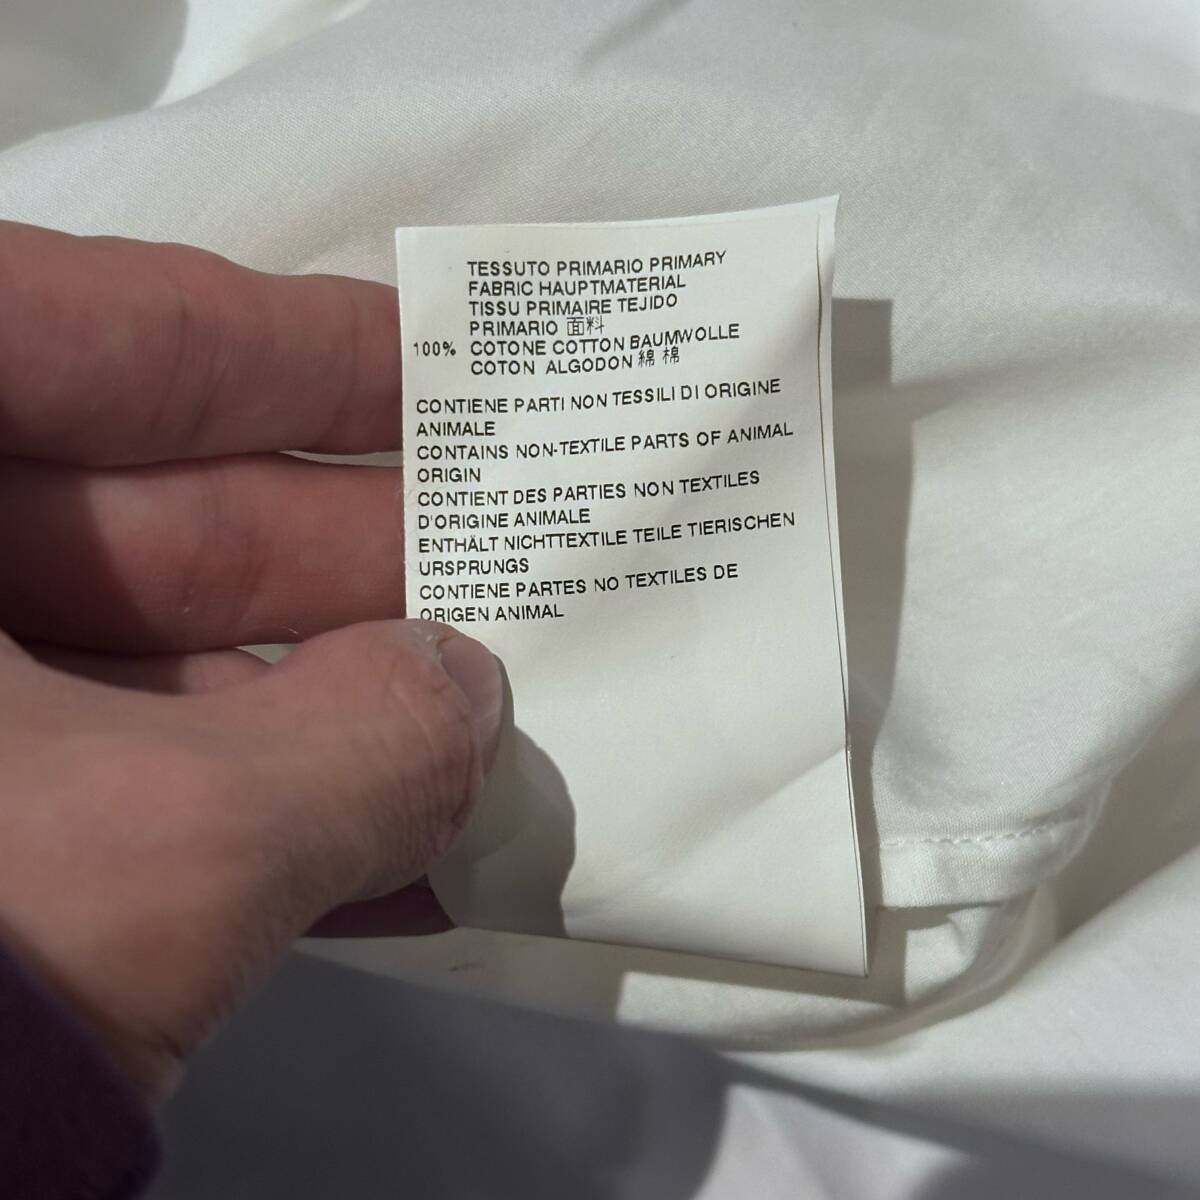 TESSUTO PRIMARIO PRIMARY
FABRIC HAUPTMATERIAL
TISSU PRIMAIRE TEJIDO
PRIMARIO 面料
100% COTONE COTTON BAUMWOLLE
COTON ALGODON 綿 棉
CONTIENE PARTI NON TESSILI DI ORIGINE
ANIMALE
CONTAINS NON-TEXTILE PARTS OF ANIMAL
ORIGIN
CONTIENT DES PARTIES NON TEXTILES
D'ORIGINE ANIMALE
ENTHÄLT NICHTTEXTILE TEILE TIERISCHEN
URSPRUNGS
CONTIENE PARTES NO TEXTILES DE
ORIGEN ANIMAL